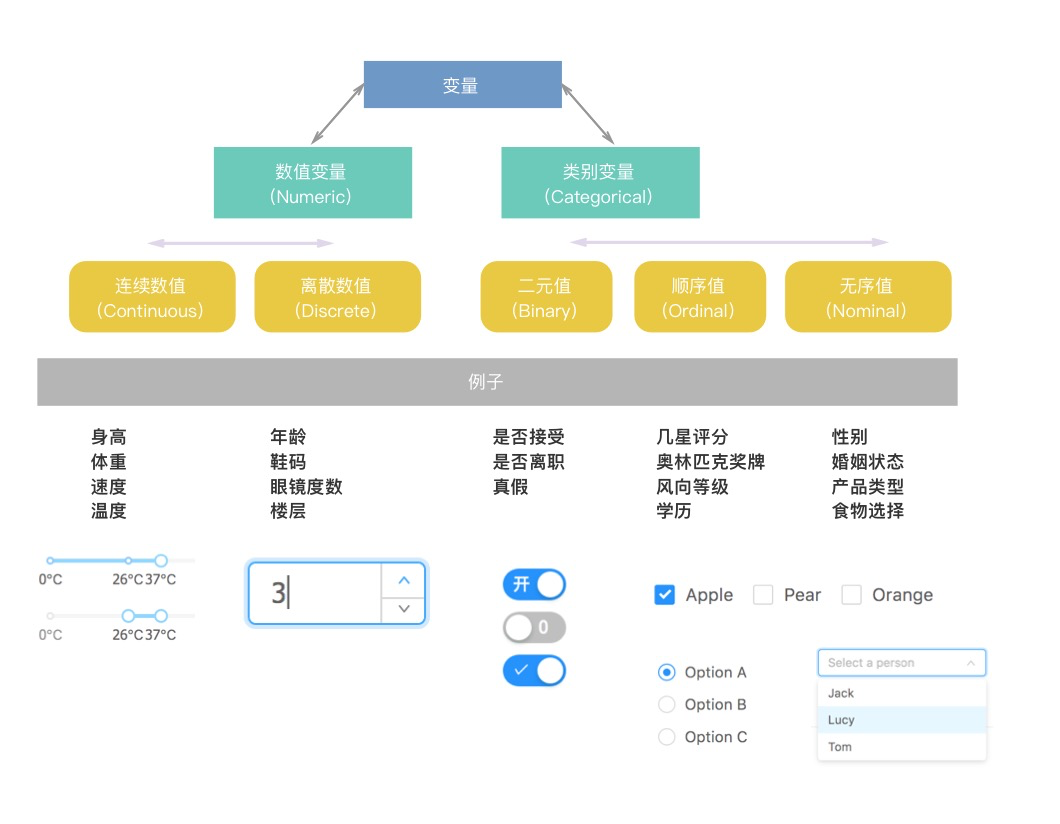 变量
数值变量
(Numeric)
类别变量
(Categorical)
连续数值
(Continuous)
离散数值
(Discrete)
二元值
(Binary)
顺序值
(Ordinal)
无序值
(Nominal)
例子
身高
体重
速度
温度
年龄
鞋码
眼镜度数
楼层
是否接受
是否离职
真假
几星评分
奥林匹克奖牌
风向等级
学历
性别
婚姻状态
产品类型
食物选择
0°C 26°C 37°C
0°C 26°C 37°C
3
开
0
Apple Pear Orange
Option A
Option B
Option C
Select a person
Jack
Lucy
Tom